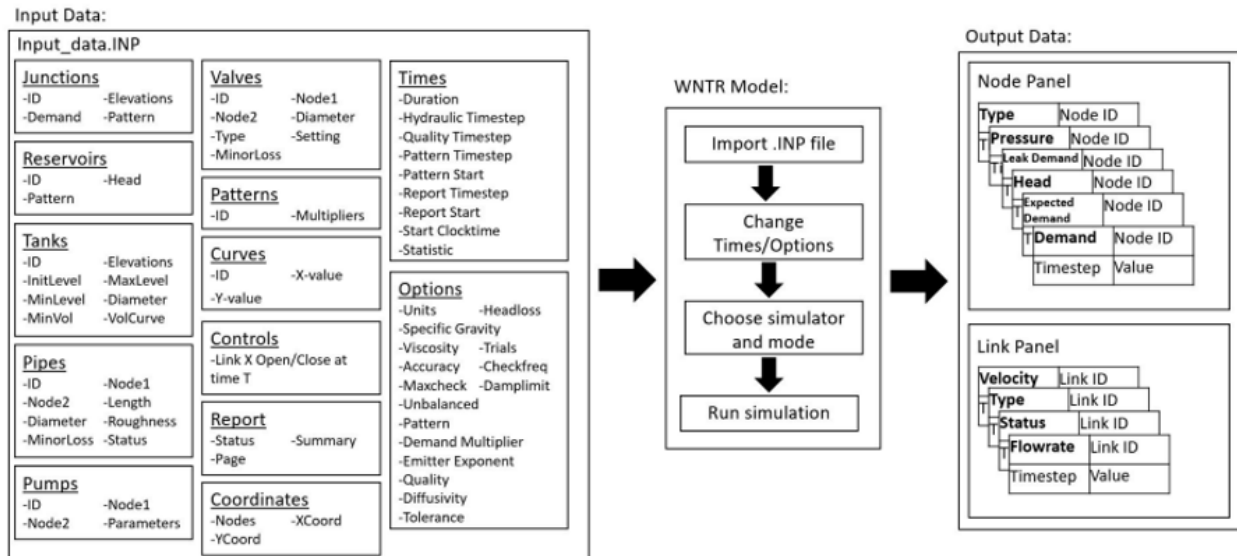 Input Data:
Input_data.INP
Junctions
-ID -Elevations
-Demand -Pattern
Reservoirs
-ID -Head
-Pattern
Tanks
-ID -Elevations
-InitLevel -MaxLevel
-MinLevel -Diameter
-MinVol -VolCurve
Pipes
-ID -Node1
-Node2 -Length
-Diameter -Roughness
-MinorLoss -Status
Pumps
-ID -Node1
-Node2 -Parameters
Valves
-ID -Node1
-Node2 -Diameter
-Type -Setting
-MinorLoss
Patterns
-ID -Multipliers
Curves
-ID -X-value
-Y-value
Controls
-Link X Open/Close at
time T
Report
-Status -Summary
-Page
Coordinates
-Nodes -XCoord
-YCoord
Times
-Duration
-Hydraulic Timestep
-Quality Timestep
-Pattern Timestep
-Pattern Start
-Report Timestep
-Report Start
-Start Clocktime
-Statistic
Options
-Units -Headloss
-Specific Gravity
-Viscosity -Trials
-Accuracy -Checkfreq
-Maxcheck -Damplimit
-Unbalanced
-Pattern
-Demand Multiplier
-Emitter Exponent
-Quality
-Diffusivity
-Tolerance
WNTR Model:
Import .INP file
Change
Times/Options
Choose simulator
and mode
Run simulation
Output Data:
Node Panel
Type Node ID
T Pressure Node ID
T Leak Demand Node ID
T Head Node ID
T Expected
Demand Node ID
T Demand Node ID
Timestep Value
Link Panel
Velocity Link ID
T Type Link ID
T Status Link ID
T Flowrate Link ID
Timestep Value